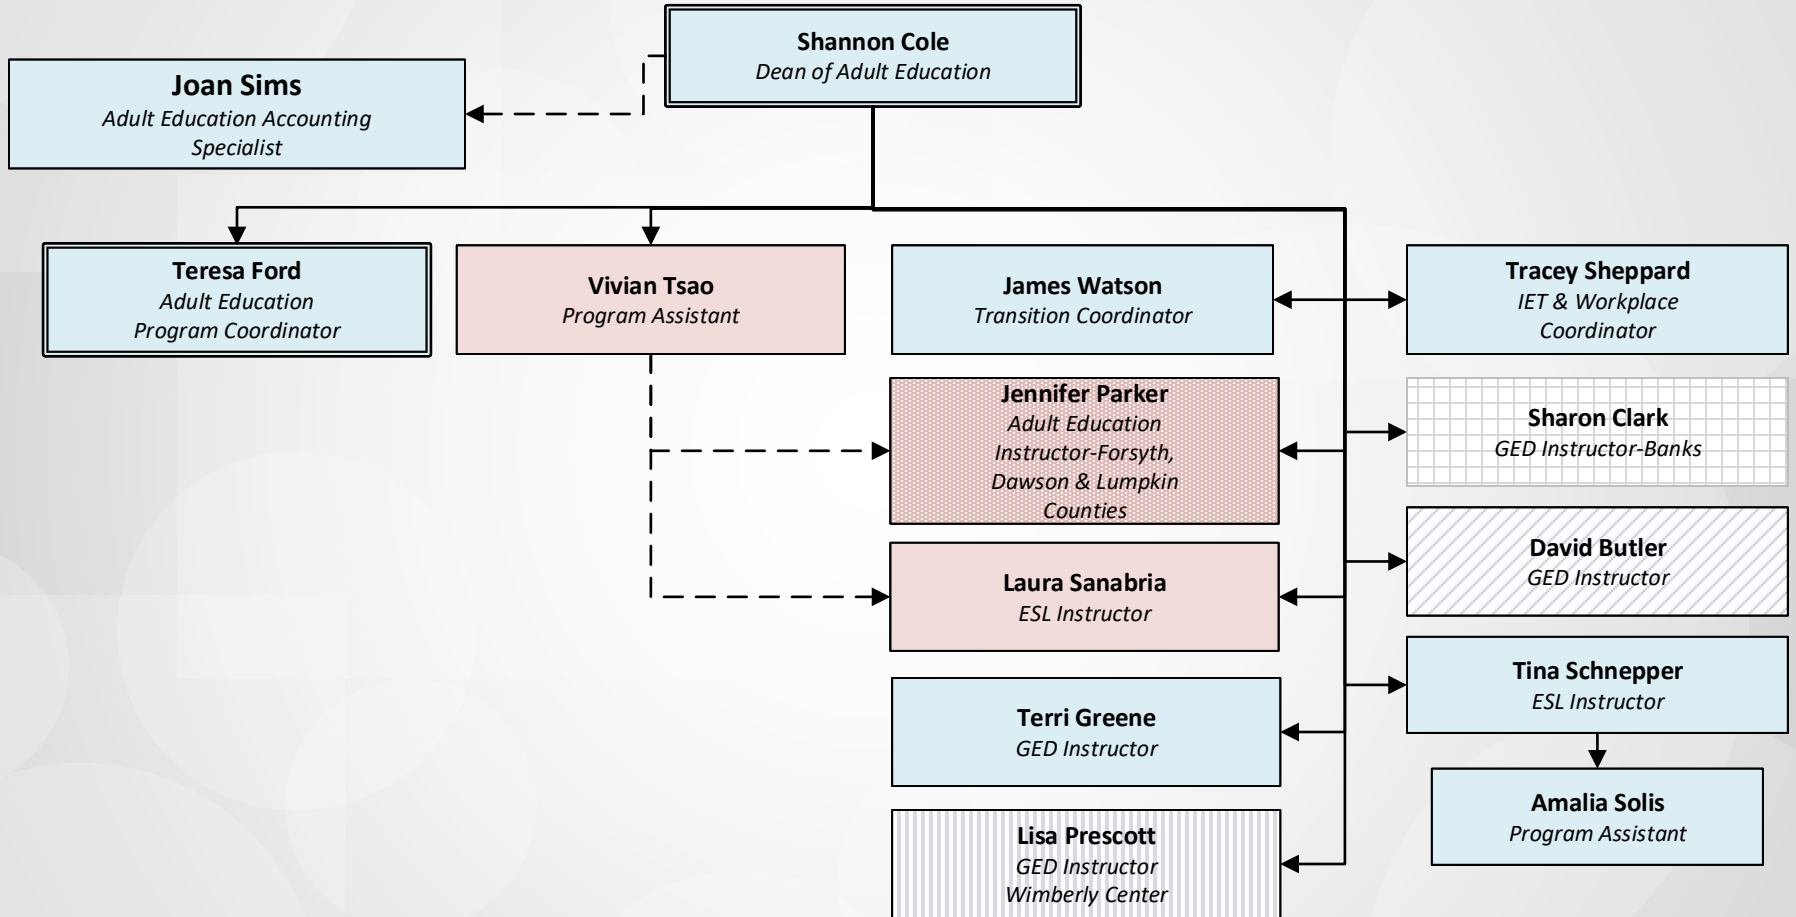 Shannon Cole
Dean of Adult Education
Joan Sims
Adult Education Accounting
Specialist
Teresa Ford
Adult Education
Program Coordinator
Vivian Tsao
Program Assistant
James Watson
Transition Coordinator
Tracey Sheppard
IET & Workplace
Coordinator
Jennifer Parker
Adult Education
Instructor-Forsyth,
Dawson & Lumpkin
Counties
Sharon Clark
GED Instructor-Banks
Laura Sanabria
ESL Instructor
David Butler
GED Instructor
Terri Greene
GED Instructor
Tina Schnepper
ESL Instructor
Lisa Prescott
GED Instructor
Wimberly Center
Amalia Solis
Program Assistant